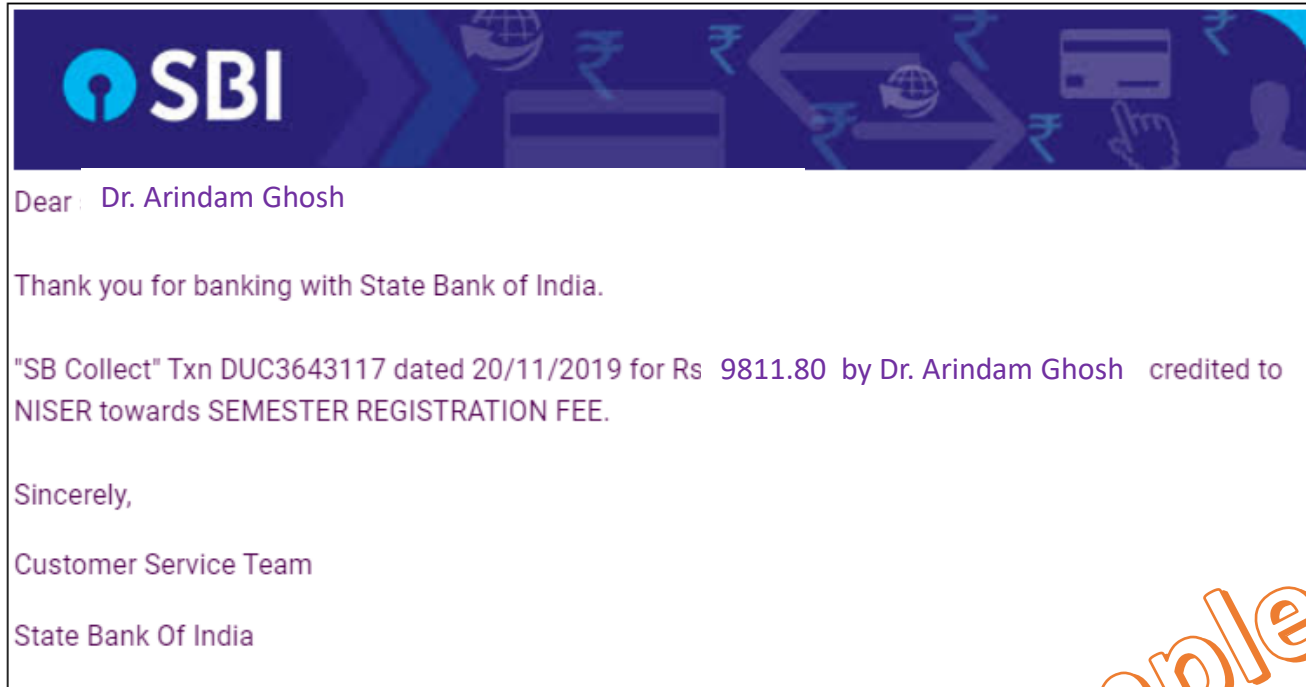 SBI
Dear Dr. Arindam Ghosh
Thank you for banking with State Bank of India.
"SB Collect" Txn DUC3643117 dated 20/11/2019 for Rs 9811.80 by Dr. Arindam Ghosh credited to
NISER towards SEMESTER REGISTRATION FEE.
Sincerely,
Customer Service Team
State Bank Of India